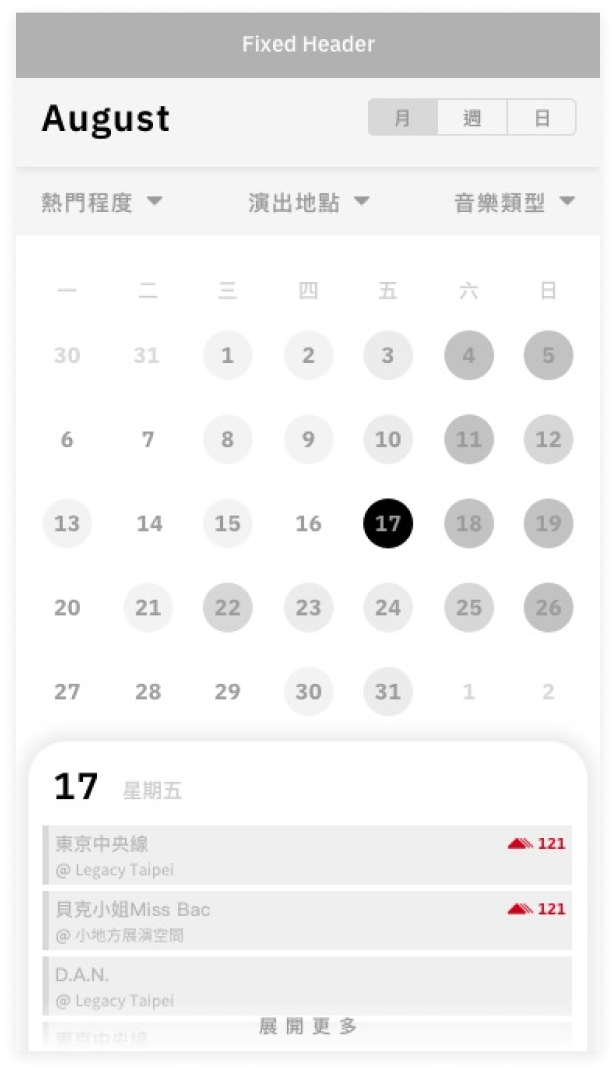 Fixed Header
August 月 週 日
熱門程度 演出地點 音樂類型
一 二 三 四 五 六 日
30 31 1 2 3 4 5
6 7 8 9 10 11 12
13 14 15 16 17 18 19
20 21 22 23 24 25 26
27 28 29 30 31 1 2
17 星期五
東京中央線 121
@ Legacy Taipei
貝克小姐Miss Bac 121
@ 小地方展演空間
D.A.N.
@ Legacy Taipei
展開更多
東京中央線